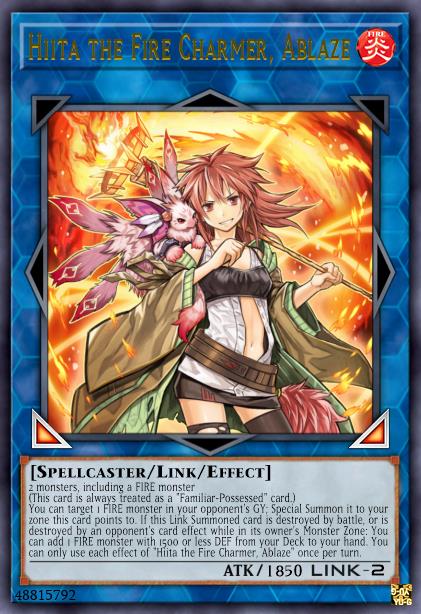 Hiita the Fire Charmer, Ablaze
FIRE
炎
[Spellcaster/Link/Effect]
2 monsters, including a FIRE monster
(This card is always treated as a "Familiar-Possessed" card.)
You can target 1 FIRE monster in your opponent's GY; Special Summon it to your
zone this card points to. If this Link Summoned card is destroyed by battle, or is
destroyed by an opponent's card effect while in its owner's Monster Zone: You
can add 1 FIRE monster with 1500 or less DEF from your Deck to your hand. You
can only use each effect of "Hiita the Fire Charmer, Ablaze" once per turn.
ATK/1850 LINK-2
48815792